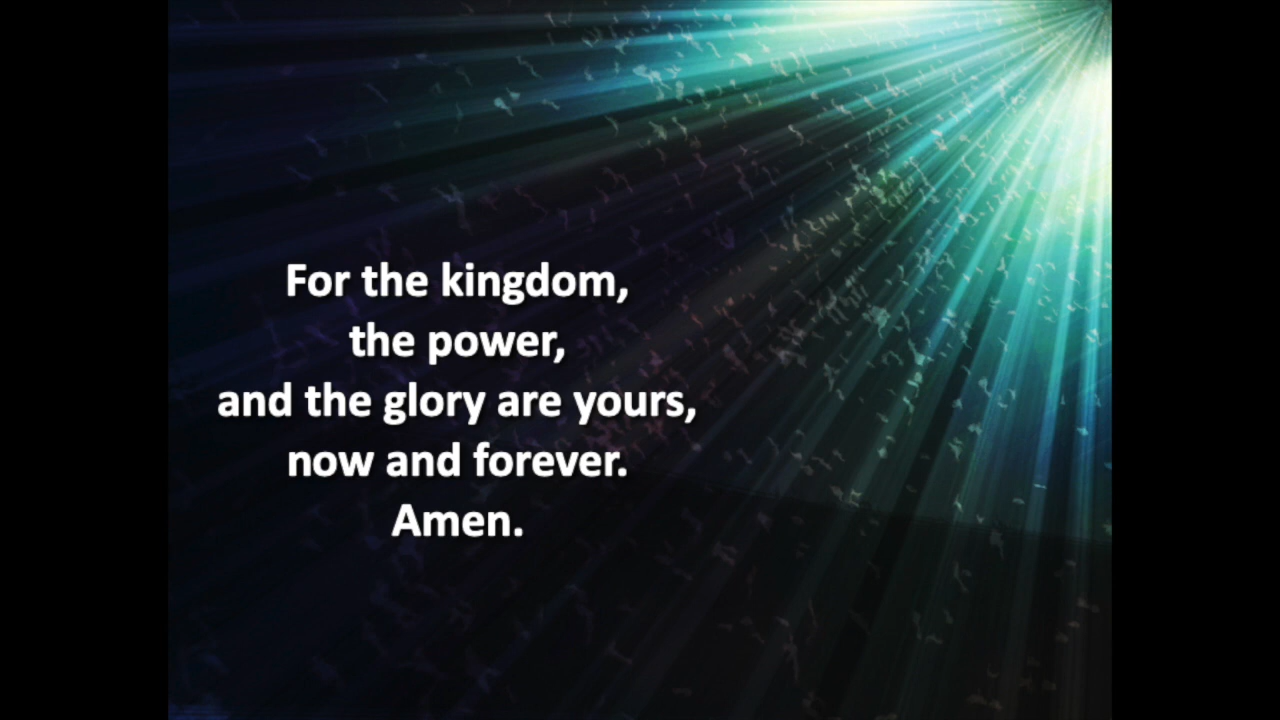 For the kingdom,
the power,
and the glory are yours,
now and forever.
Amen.